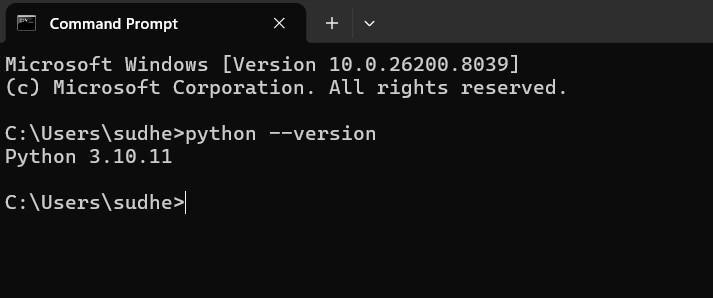 Command Prompt
Microsoft Windows [Version 10.0.26200.8039]
(c) Microsoft Corporation. All rights reserved.
C:\Users\sudhe>python --version
Python 3.10.11
C:\Users\sudhe>